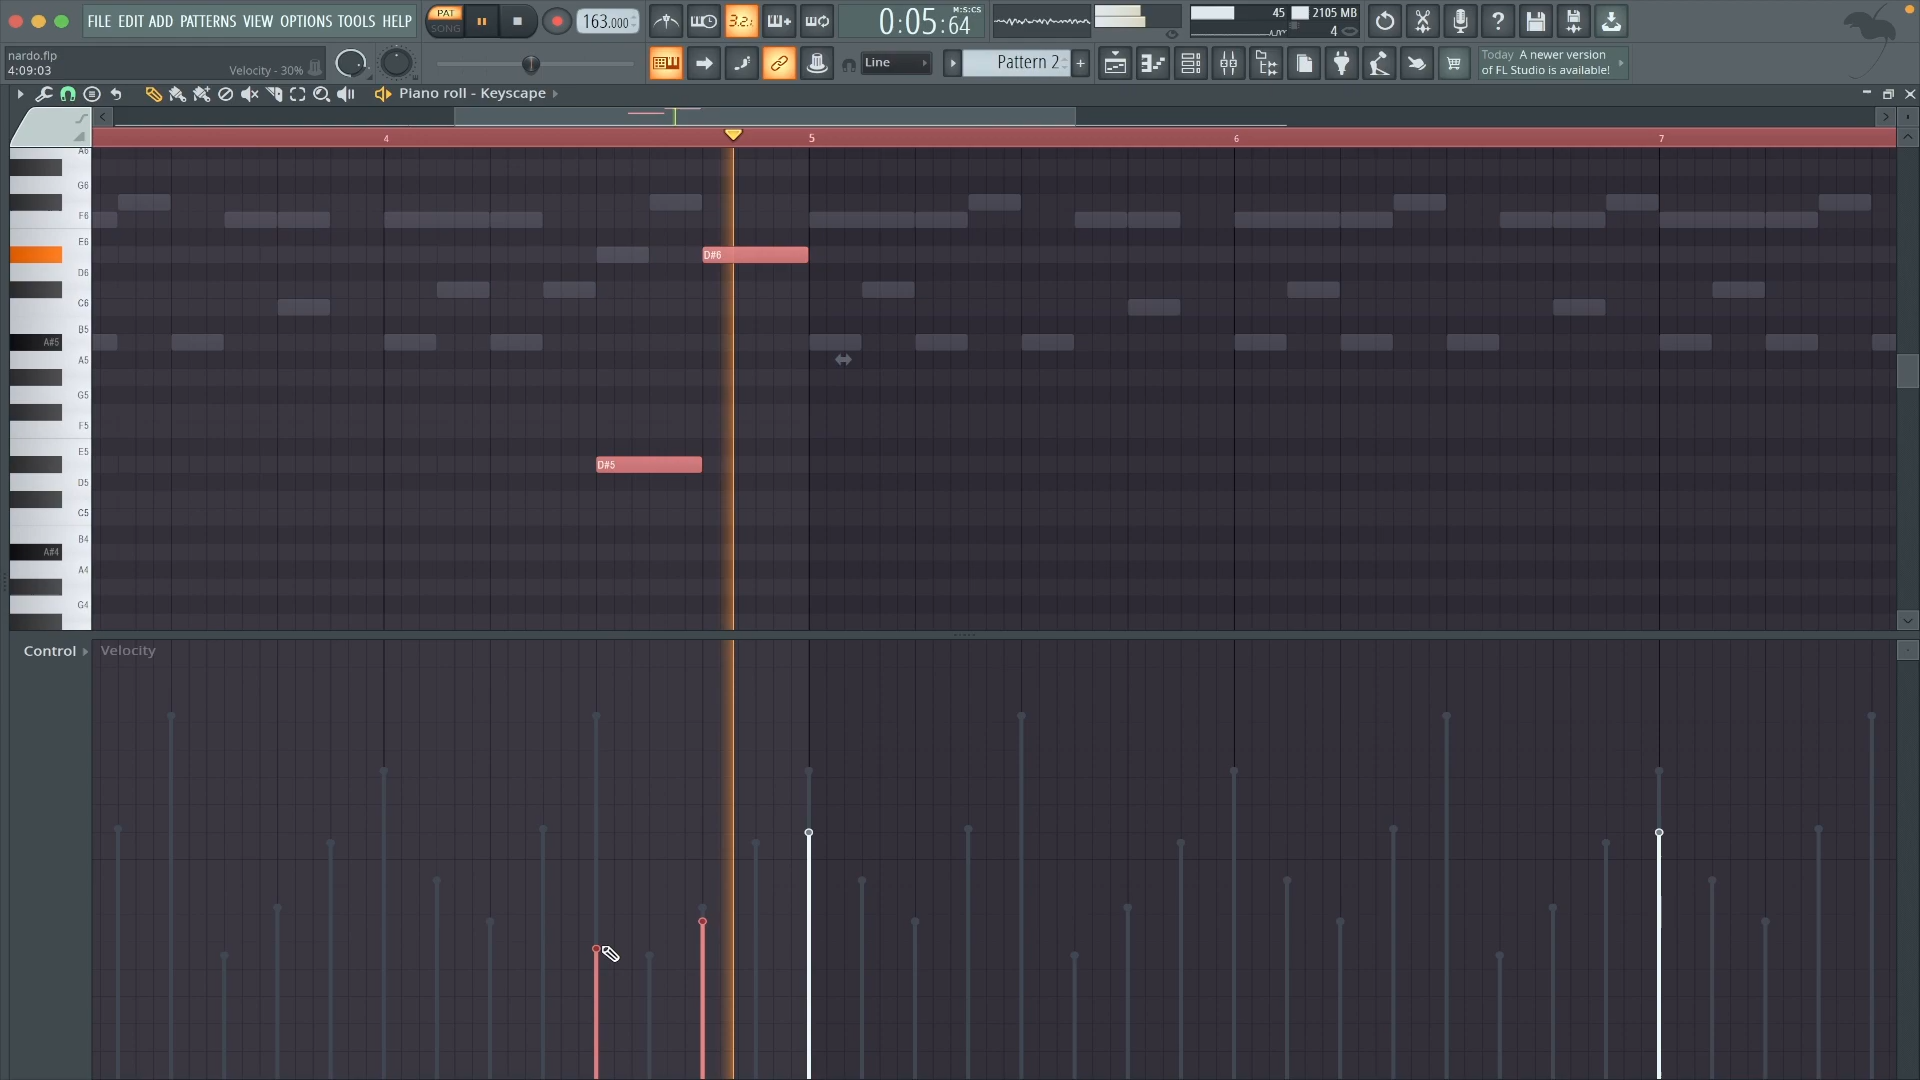 FILE EDIT ADD PATTERNS VIEW OPTIONS TOOLS HELP
PAT
SONG
163.000
3.2.
0:05:64
M:S:CS
45
2105 MB
4
nardo.flp
4:09:03
Velocity - 30%
Line
Pattern 2
+
Today A newer version
of FL Studio is available!
Piano roll - Keyscape
4
5
6
7
A6
G6
F6
E6
D6
C6
B5
A#5
A5
G5
F5
E5
D5
C5
B4
A#4
A4
G4
D#6
D#5
Control
Velocity